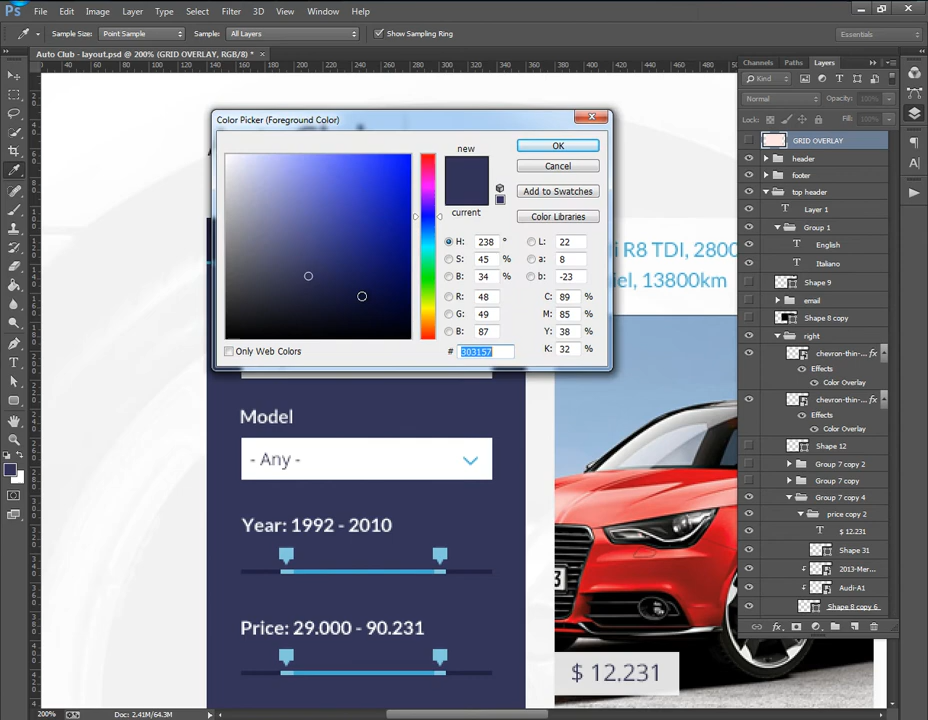 Ps File Edit Image Layer Type Select Filter 3D View Window Help
Sample Size: Point Sample Sample: All Layers Show Sampling Ring Essentials
Auto Club - layout.psd @ 200% (GRID OVERLAY, RGB/8) *
Channels Paths Layers
Kind
Normal Opacity: 100%
Lock: Fill: 100%
GRID OVERLAY
header
footer
top header
Layer 1
Group 1
English
Italiano
Shape 9
email
Shape 8 copy
right
chevron-thin-... fx
Effects
Color Overlay
chevron-thin-... fx
Effects
Color Overlay
Shape 12
Group 7 copy 2
Group 7 copy
Group 7 copy 4
price copy 2
$ 12.231
Shape 31
2013-Mer...
Audi-A1
Shape 8 copy 6
Color Picker (Foreground Color)
new
current
OK
Cancel
Add to Swatches
Color Libraries
H: 238 ° L: 22
S: 45 % a: 8
B: 34 % b: -23
R: 48 C: 89 %
G: 49 M: 85 %
B: 87 Y: 38 %
# 303157 K: 32 %
Only Web Colors
i R8 TDI, 2800
iel, 13800km
Model
- Any -
Year: 1992 - 2010
Price: 29.000 - 90.231
$ 12.231
200% Doc: 2.41M/64.3M